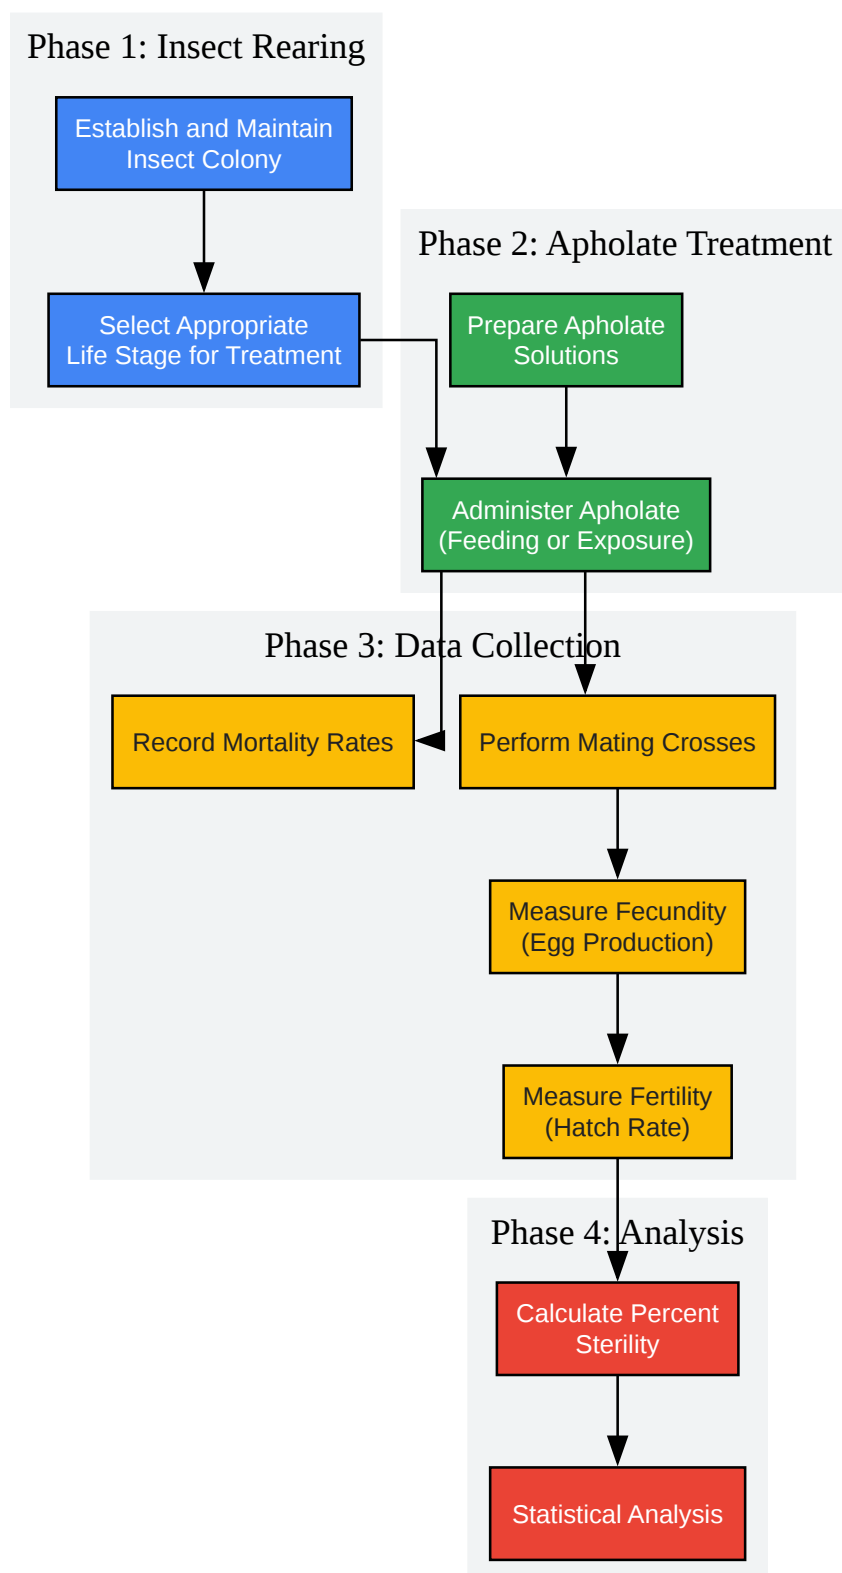 Phase 1: Insect Rearing
Establish and Maintain
Insect Colony
Select Appropriate
Life Stage for Treatment
Phase 2: Apholate Treatment
Prepare Apholate
Solutions
Administer Apholate
(Feeding or Exposure)
Phase 3: Data Collection
Record Mortality Rates
Perform Mating Crosses
Measure Fecundity
(Egg Production)
Measure Fertility
(Hatch Rate)
Phase 4: Analysis
Calculate Percent
Sterility
Statistical Analysis